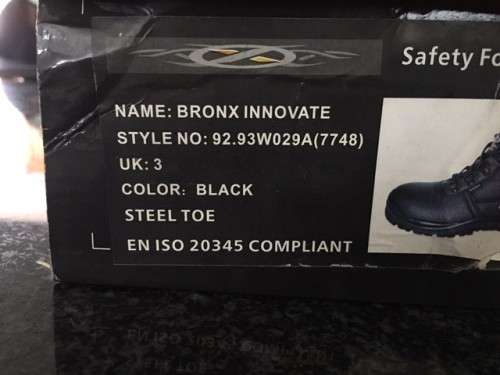 Safety Fo
NAME: BRONX INNOVATE
STYLE NO: 92.93W029A(7748)
UK: 3
COLOR: BLACK
STEEL TOE
EN ISO 20345 COMPLIANT